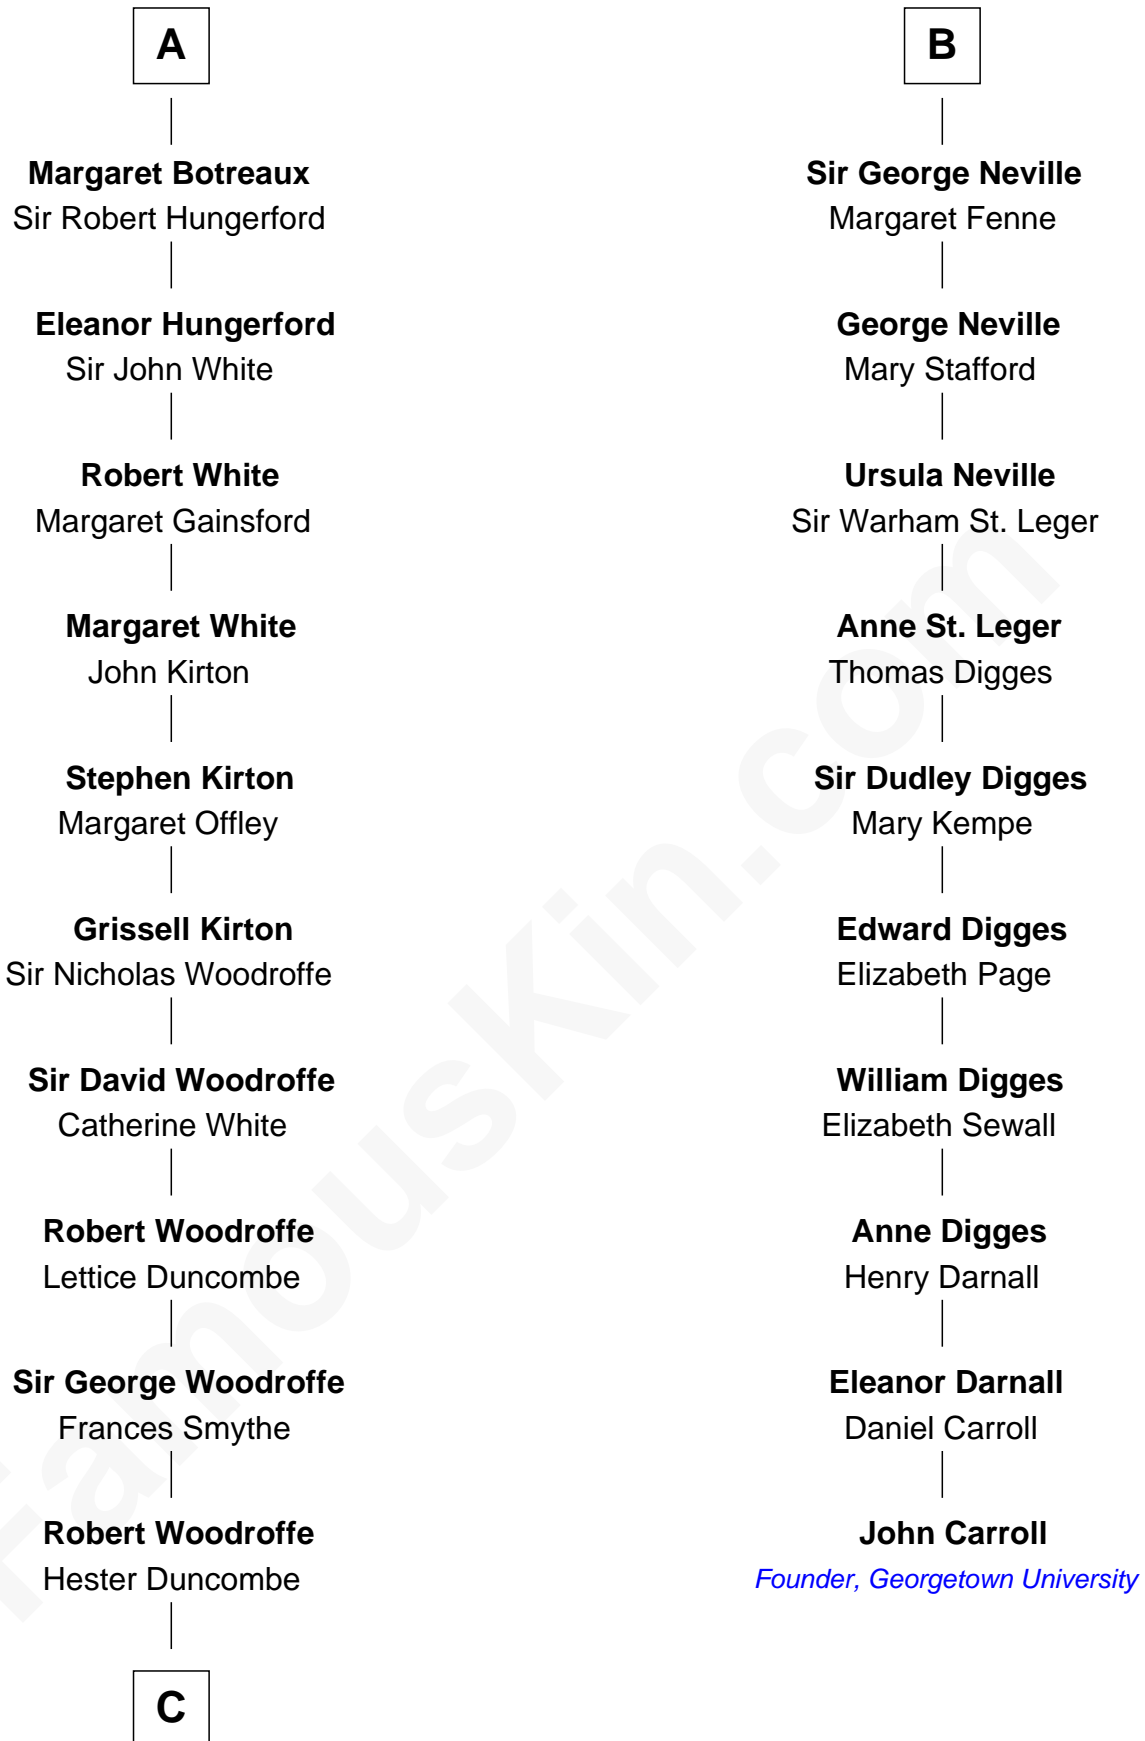 A
Margaret Botreaux
Sir Robert Hungerford
Eleanor Hungerford
Sir John White
Robert White
Margaret Gainsford
Margaret White
John Kirton
Stephen Kirton
Margaret Offley
Grissell Kirton
Sir Nicholas Woodroffe
Sir David Woodroffe
Catherine White
Robert Woodroffe
Lettice Duncombe
Sir George Woodroffe
Frances Smythe
Robert Woodroffe
Hester Duncombe
C
B
Sir George Neville
Margaret Fenne
George Neville
Mary Stafford
Ursula Neville
Sir Warham St. Leger
Anne St. Leger
Thomas Digges
Sir Dudley Digges
Mary Kempe
Edward Digges
Elizabeth Page
William Digges
Elizabeth Sewall
Anne Digges
Henry Darnall
Eleanor Darnall
Daniel Carroll
John Carroll
Founder, Georgetown University
FamousKin.com